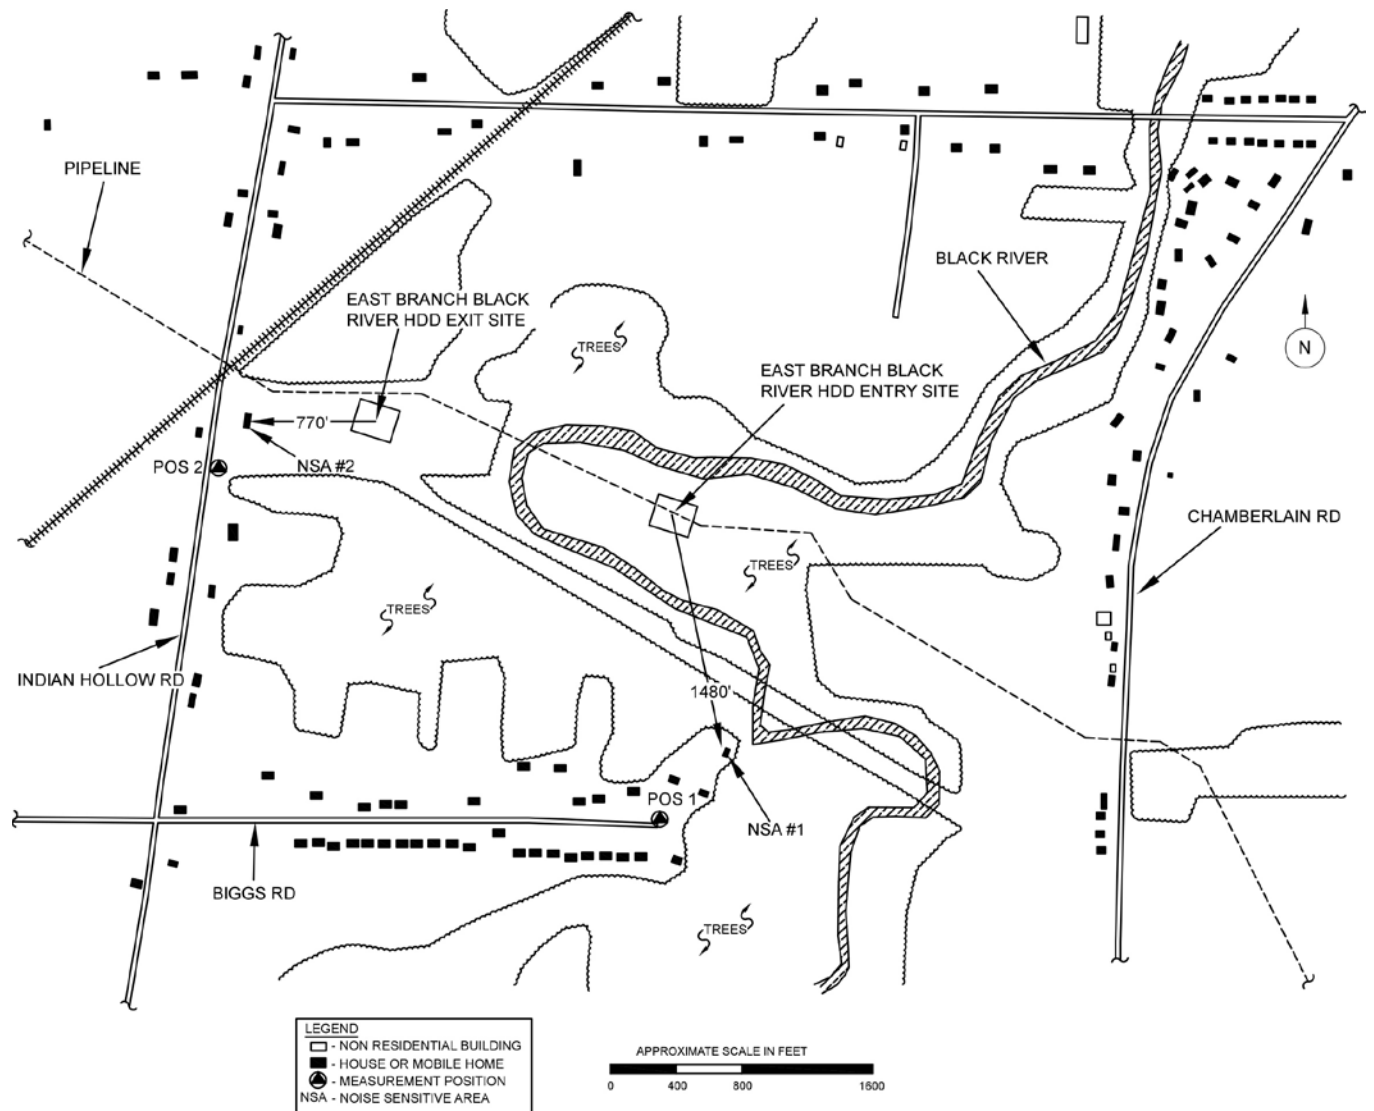 PIPELINE
BLACK RIVER
EAST BRANCH BLACK
RIVER HDD EXIT SITE
N
TREES
EAST BRANCH BLACK
RIVER HDD ENTRY SITE
770'
POS 2
NSA #2
CHAMBERLAIN RD
TREES
TREES
INDIAN HOLLOW RD
1480'
POS 1
NSA #1
BIGGS RD
TREES
LEGEND
- NON RESIDENTIAL BUILDING
- HOUSE OR MOBILE HOME
- MEASUREMENT POSITION
NSA - NOISE SENSITIVE AREA
APPROXIMATE SCALE IN FEET
0 400 800 1600